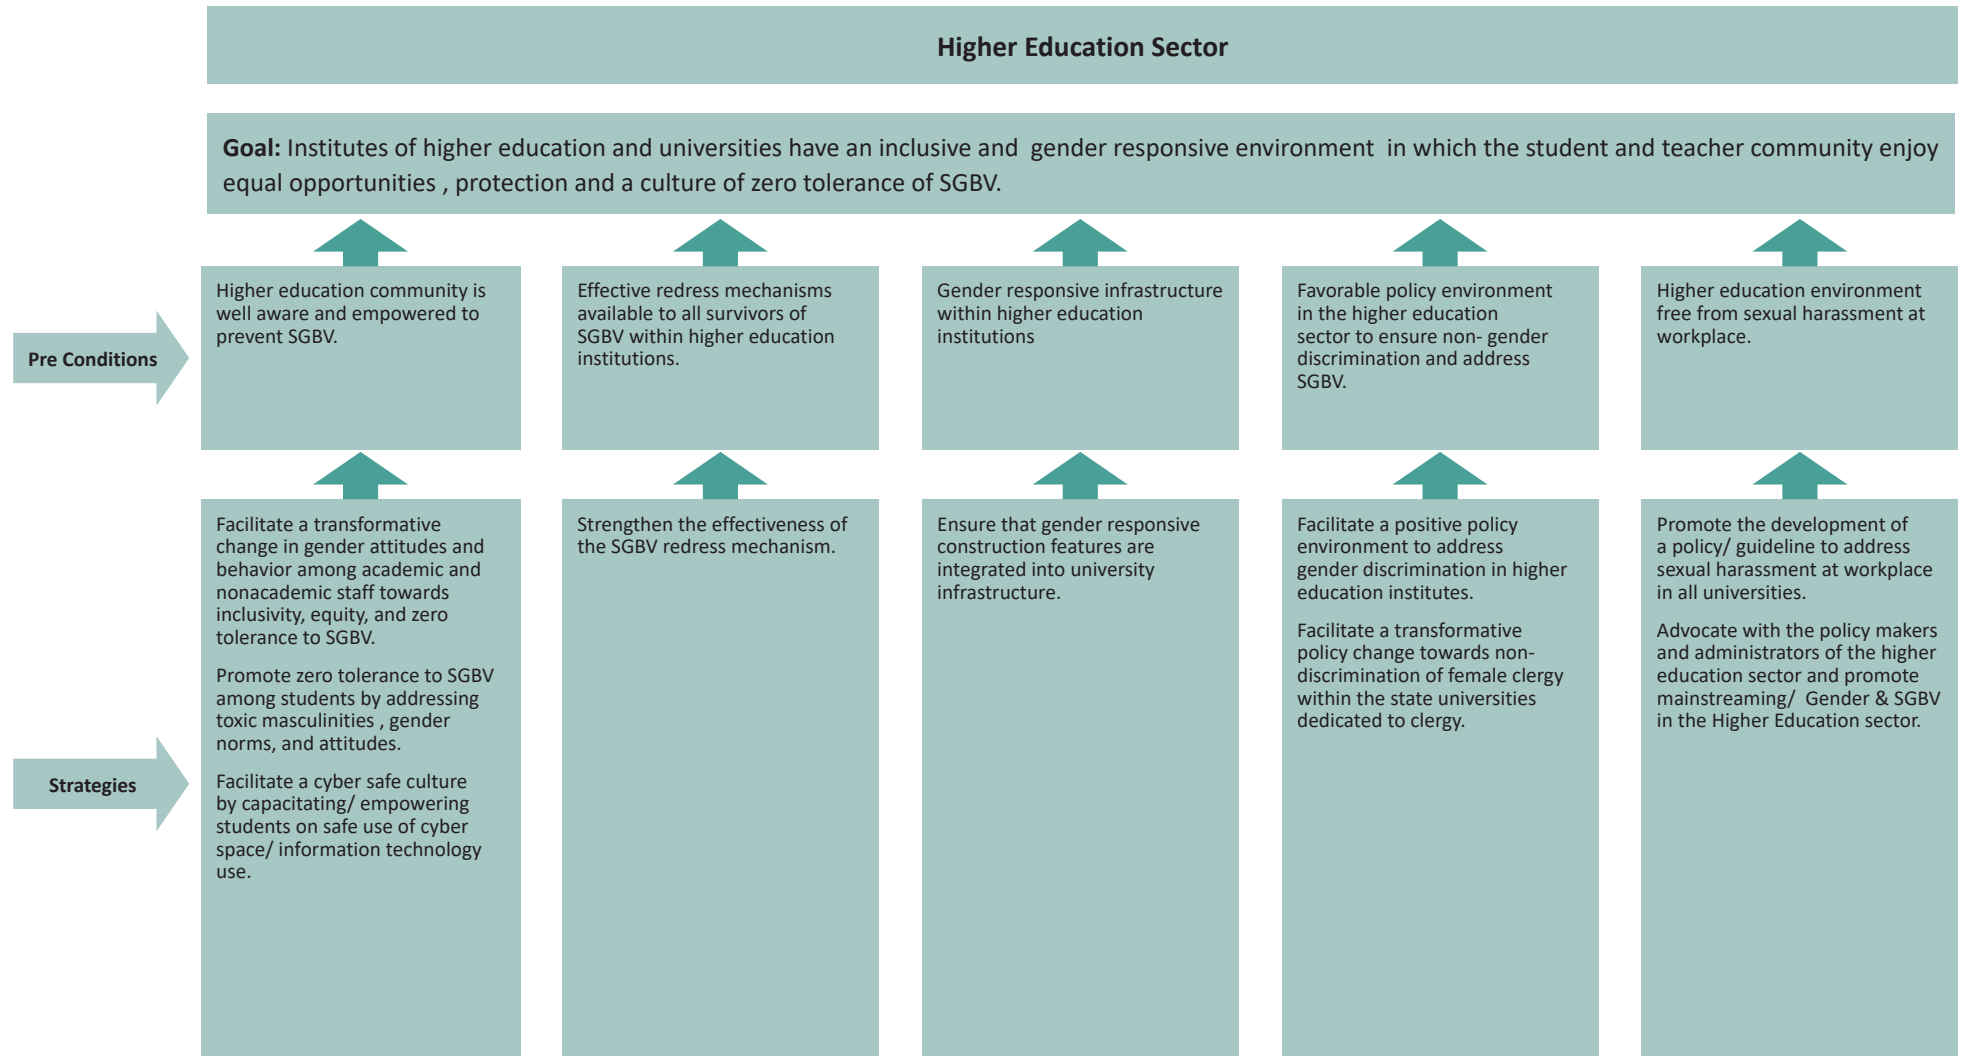 Higher Education Sector
Goal: Institutes of higher education and universities have an inclusive and gender responsive environment in which the student and teacher community enjoy
equal opportunities , protection and a culture of zero tolerance of SGBV.
Pre Conditions
Higher education community is
well aware and empowered to
prevent SGBV.
Effective redress mechanisms
available to all survivors of
SGBV within higher education
institutions.
Gender responsive infrastructure
within higher education
institutions
Favorable policy environment
in the higher education
sector to ensure non- gender
discrimination and address
SGBV.
Higher education environment
free from sexual harassment at
workplace.
Strategies
Facilitate a transformative
change in gender attitudes and
behavior among academic and
nonacademic staff towards
inclusivity, equity, and zero
tolerance to SGBV.
Promote zero tolerance to SGBV
among students by addressing
toxic masculinities , gender
norms, and attitudes.
Facilitate a cyber safe culture
by capacitating/ empowering
students on safe use of cyber
space/ information technology
use.
Strengthen the effectiveness of
the SGBV redress mechanism.
Ensure that gender responsive
construction features are
integrated into university
infrastructure.
Facilitate a positive policy
environment to address
gender discrimination in higher
education institutes.
Facilitate a transformative
policy change towards non-
discrimination of female clergy
within the state universities
dedicated to clergy.
Promote the development of
a policy/ guideline to address
sexual harassment at workplace
in all universities.
Advocate with the policy makers
and administrators of the higher
education sector and promote
mainstreaming/ Gender & SGBV
in the Higher Education sector.